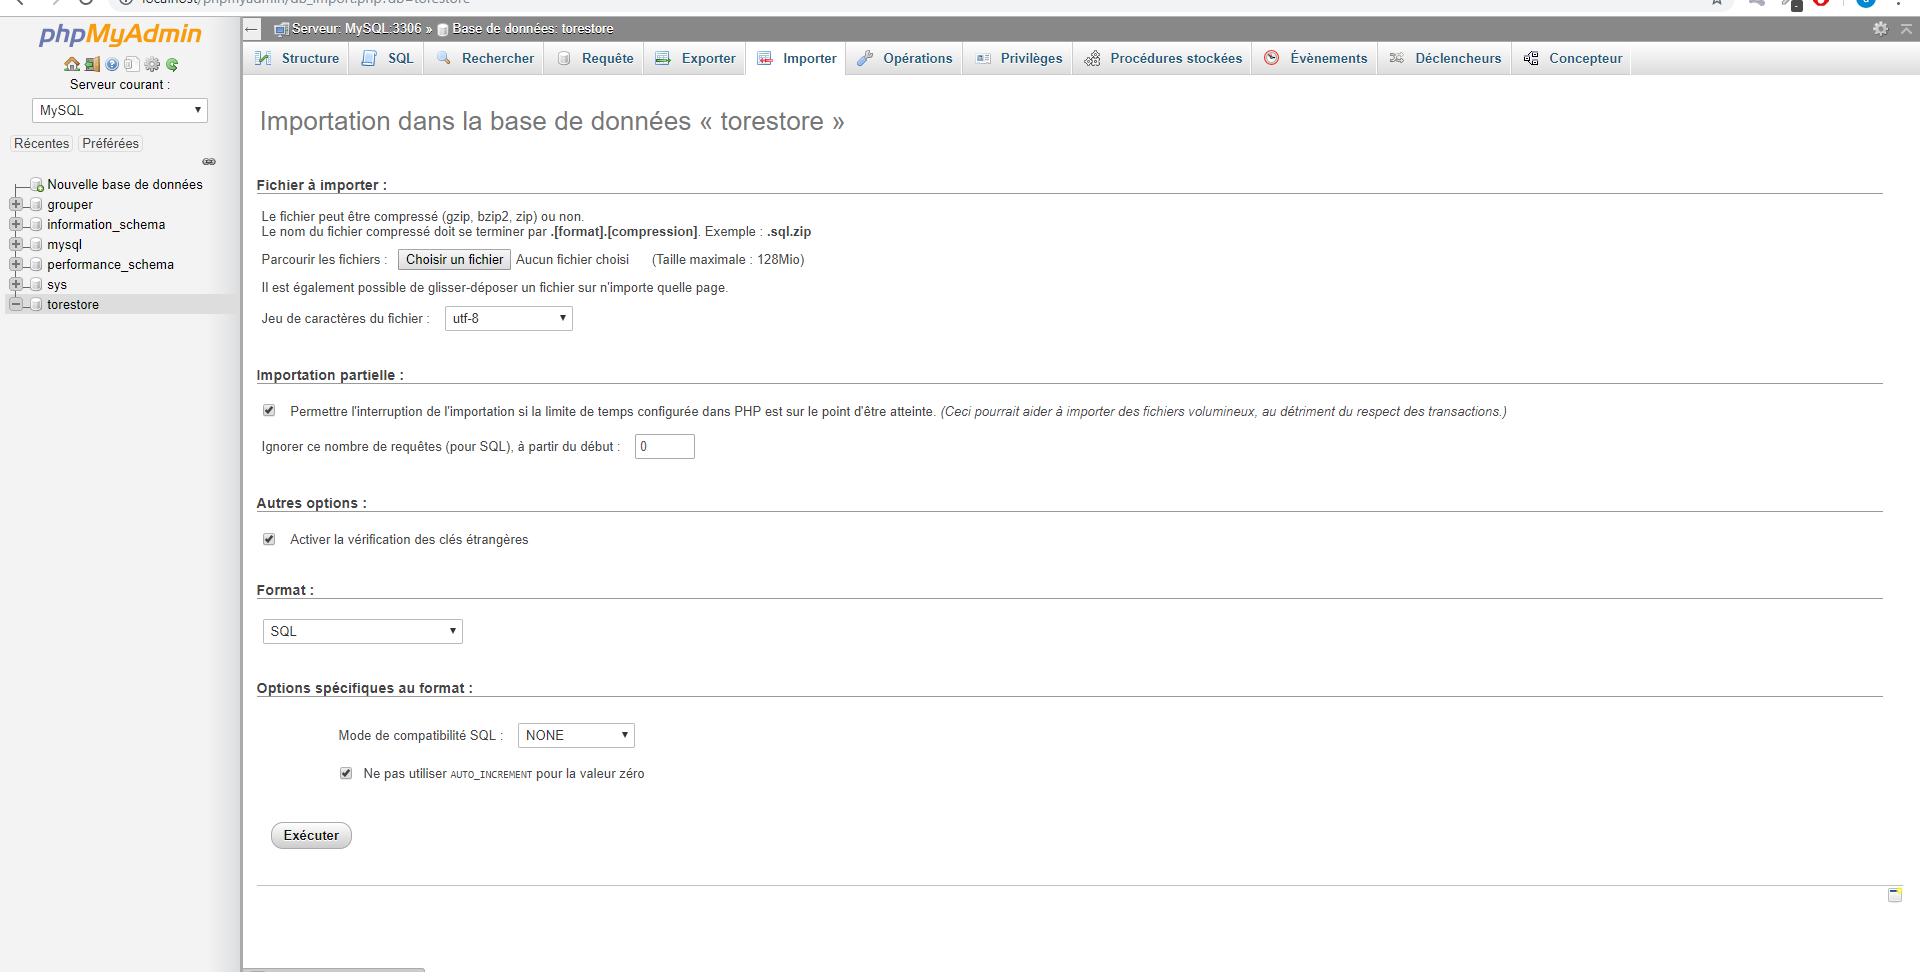 localhost/phpmyadmin/db_import.php?db=torestore
phpMyAdmin
Serveur courant :
MySQL
Récentes Préférées
Nouvelle base de données
grouper
information_schema
mysql
performance_schema
sys
torestore
Serveur: MySQL:3306 » Base de données: torestore
Structure SQL Rechercher Requête Exporter Importer Opérations Privilèges Procédures stockées Évènements Déclencheurs Concepteur
Importation dans la base de données « torestore »
Fichier à importer :
Le fichier peut être compressé (gzip, bzip2, zip) ou non.
Le nom du fichier compressé doit se terminer par .[format].[compression]. Exemple : .sql.zip
Parcourir les fichiers : Choisir un fichier Aucun fichier choisi (Taille maximale : 128Mio)
Il est également possible de glisser-déposer un fichier sur n'importe quelle page.
Jeu de caractères du fichier : utf-8
Importation partielle :
Permettre l'interruption de l'importation si la limite de temps configurée dans PHP est sur le point d'être atteinte. (Ceci pourrait aider à importer des fichiers volumineux, au détriment du respect des transactions.)
Ignorer ce nombre de requêtes (pour SQL), à partir du début : 0
Autres options :
Activer la vérification des clés étrangères
Format :
SQL
Options spécifiques au format :
Mode de compatibilité SQL : NONE
Ne pas utiliser AUTO_INCREMENT pour la valeur zéro
Exécuter